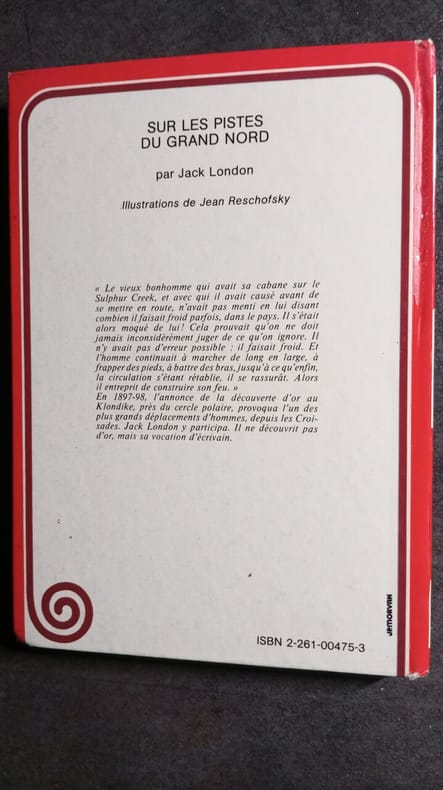 SUR LES PISTES
DU GRAND NORD
par Jack London
Illustrations de Jean Reschofsky
« Le vieux bonhomme qui avait sa cabane sur le
Sulphur Creek, et avec qui il avait causé avant de
se mettre en route, n'avait pas menti en lui disant
combien il faisait froid parfois, dans le pays. Il s'était
alors moqué de lui! Cela prouvait qu'on ne doit
jamais inconsidérément juger de ce qu'on ignore. Il
n'y avait pas d'erreur possible : il faisait froid. Et
l'homme continuait à marcher de long en large, à
frapper des pieds, à battre des bras, jusqu'à ce qu'enfin,
la circulation s'étant rétablie, il se rassurât. Alors
il entreprit de construire son feu. »
En 1897-98, l'annonce de la découverte d'or au
Klondike, près du cercle polaire, provoqua l'un des
plus grands déplacements d'hommes, depuis les Croi-
sades. Jack London y participa. Il ne découvrit pas
d'or, mais sa vocation d'écrivain.
JP.MORVAN
ISBN 2-261-00475-3